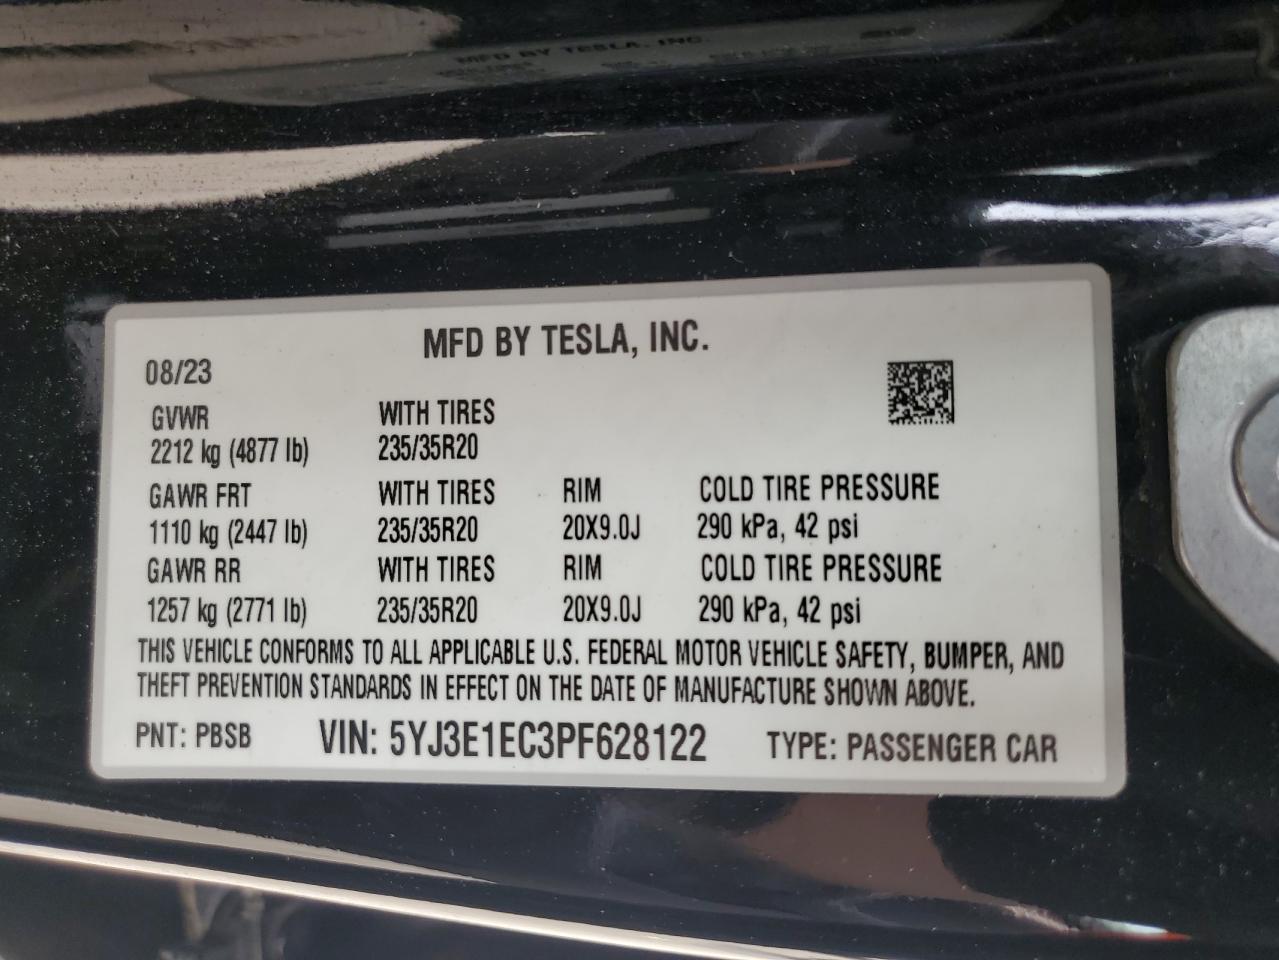 MFD BY TESLA, INC.
08/23
GVWR WITH TIRES
2212 kg (4877 lb) 235/35R20
GAWR FRT WITH TIRES RIM COLD TIRE PRESSURE
1110 kg (2447 lb) 235/35R20 20X9.0J 290 kPa, 42 psi
GAWR RR WITH TIRES RIM COLD TIRE PRESSURE
1257 kg (2771 lb) 235/35R20 20X9.0J 290 kPa, 42 psi
THIS VEHICLE CONFORMS TO ALL APPLICABLE U.S. FEDERAL MOTOR VEHICLE SAFETY, BUMPER, AND
THEFT PREVENTION STANDARDS IN EFFECT ON THE DATE OF MANUFACTURE SHOWN ABOVE.
PNT: PBSB VIN: 5YJ3E1EC3PF628122 TYPE: PASSENGER CAR